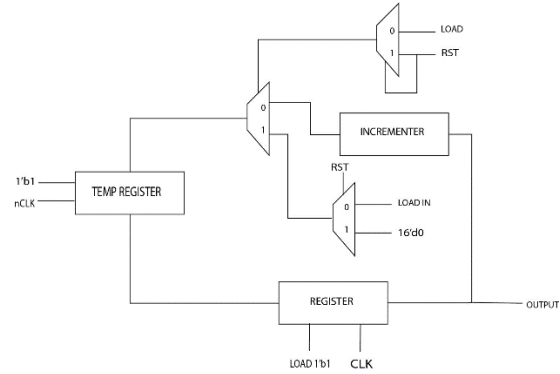 0 LOAD
1 RST
0
1
INCREMENTER
1'b1
nCLK
TEMP REGISTER
RST
0 LOAD IN
1 16'd0
REGISTER
OUTPUT
LOAD 1'b1 CLK